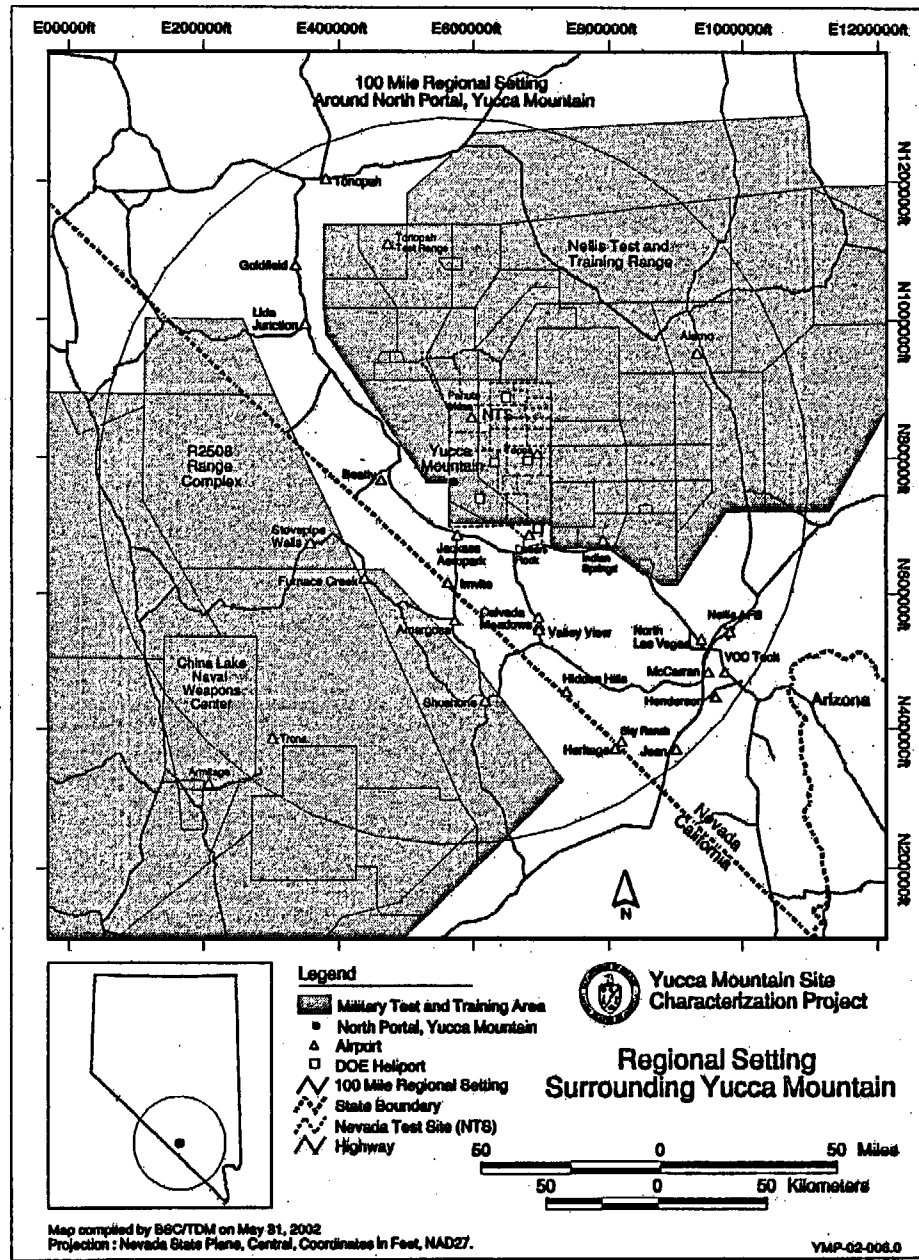 E00000ft E200000ft E400000ft E600000ft E800000ft E1000000ft E1200000ft
100 Mile Regional Setting
Around North Portal, Yucca Mountain
N1200000ft
N1000000ft
N800000ft
N600000ft
N400000ft
N200000ft
Tonopah
Tonopah
Test Range
Nellis Test and
Training Range
Goldfield
Lida
Junction
Alamo
Pahute
Mesa
NTS
R2508
Range
Complex
Yucca
Mountain
Beatty
Stovepipe
Wells
Jackass
Aeropark
Desert
Rock
Indian
Springs
Furnace Creek
Imvite
Amargosa
Calvada
Meadows
Valley View
Nellis AFB
North
Las Vegas
VOC Tech
McCarran
China Lake
Naval
Weapons
Center
Hidden Hills
Henderson
Arizona
Shoshone
Sky Ranch
Trona
Heritage
Jean
Armitage
Nevada
California
N
Legend
Military Test and Training Area
North Portal, Yucca Mountain
Airport
DOE Heliport
100 Mile Regional Setting
State Boundary
Nevada Test Site (NTS)
Highway
Yucca Mountain Site
Characterization Project
Regional Setting
Surrounding Yucca Mountain
50 0 50 Miles
50 0 50 Kilometers
Map compiled by BSC/TDM on May 31, 2002
Projection : Nevada State Plane, Central, Coordinates in Feet, NAD27.
YMP-02-006.0